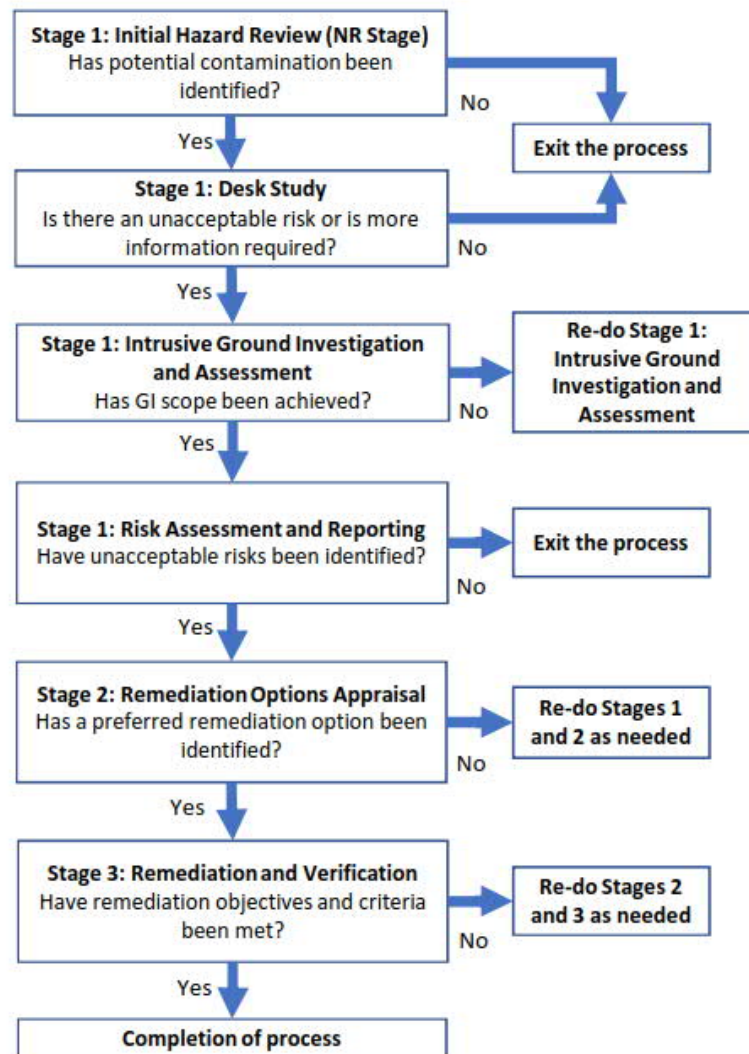 Stage 1: Initial Hazard Review (NR Stage)
Has potential contamination been
identified?
No
Yes
Exit the process
Stage 1: Desk Study
Is there an unacceptable risk or is more
information required?
No
Yes
Stage 1: Intrusive Ground Investigation
and Assessment
Has GI scope been achieved?
No
Re-do Stage 1:
Intrusive Ground
Investigation and
Assessment
Yes
Stage 1: Risk Assessment and Reporting
Have unacceptable risks been identified?
No
Exit the process
Yes
Stage 2: Remediation Options Appraisal
Has a preferred remediation option been
identified?
No
Re-do Stages 1
and 2 as needed
Yes
Stage 3: Remediation and Verification
Have remediation objectives and criteria
been met?
No
Re-do Stages 2
and 3 as needed
Yes
Completion of process